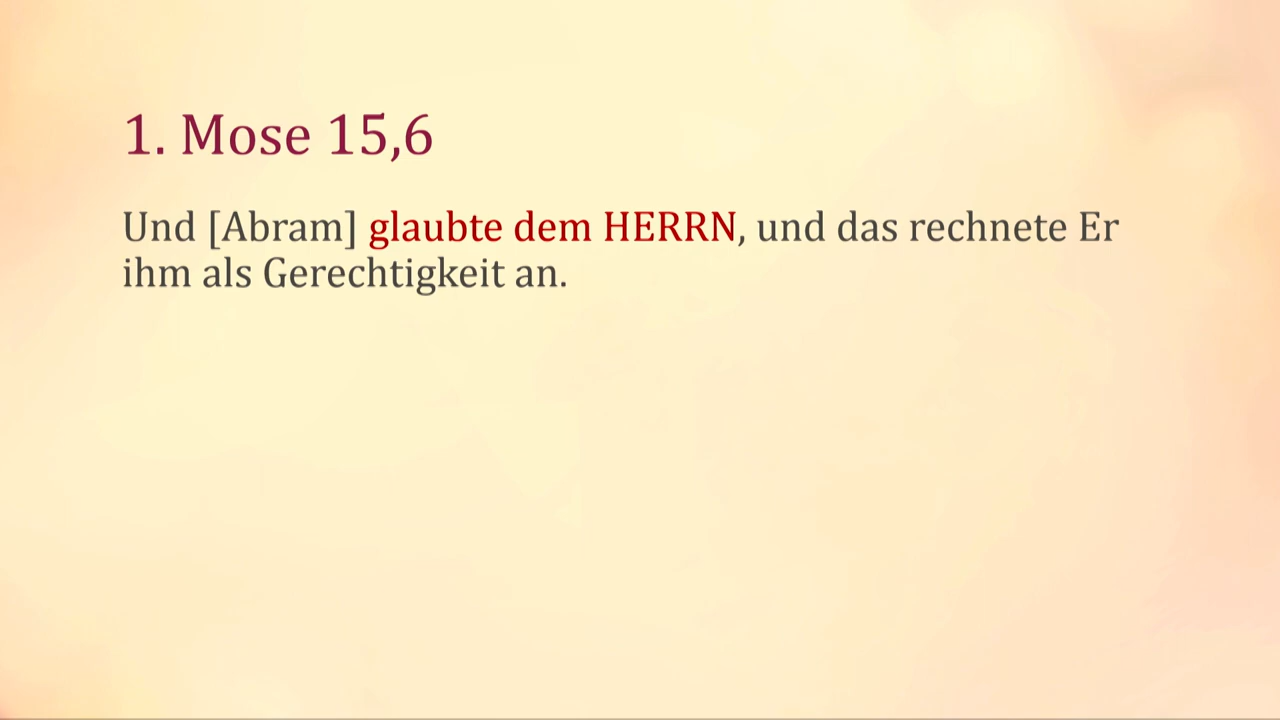 1. Mose 15,6
Und [Abram] glaubte dem HERRN, und das rechnete Er
ihm als Gerechtigkeit an.